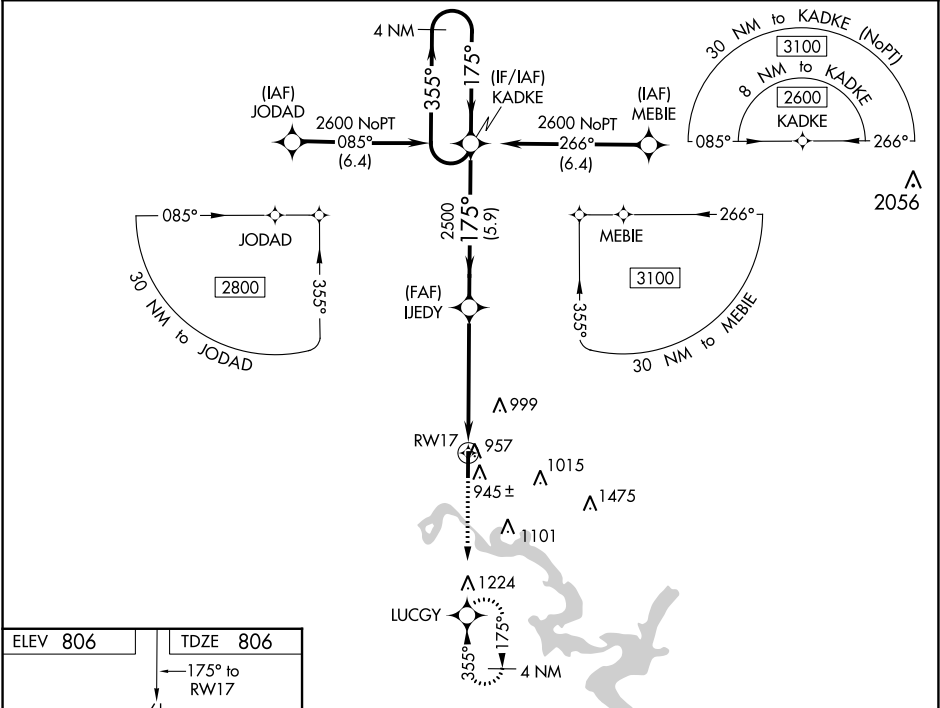 4 NM
355°
175°
(IF/IAF)
KADKE
(IAF)
JODAD
2600 NoPT
085°
(6.4)
(IAF)
MEBIE
2600 NoPT
266°
(6.4)
30 NM to KADKE (NoPT)
3100
8 NM to KADKE
2600
KADKE
085°
266°
2056
2500
175°
(5.9)
085°
JODAD
2800
355°
30 NM to JODAD
266°
MEBIE
3100
355°
30 NM to MEBIE
(FAF)
IJEDY
999
RW17
957
945±
1015
1475
1101
1224
LUCGY
355°
175°
4 NM
ELEV 806
TDZE 806
175° to
RW17